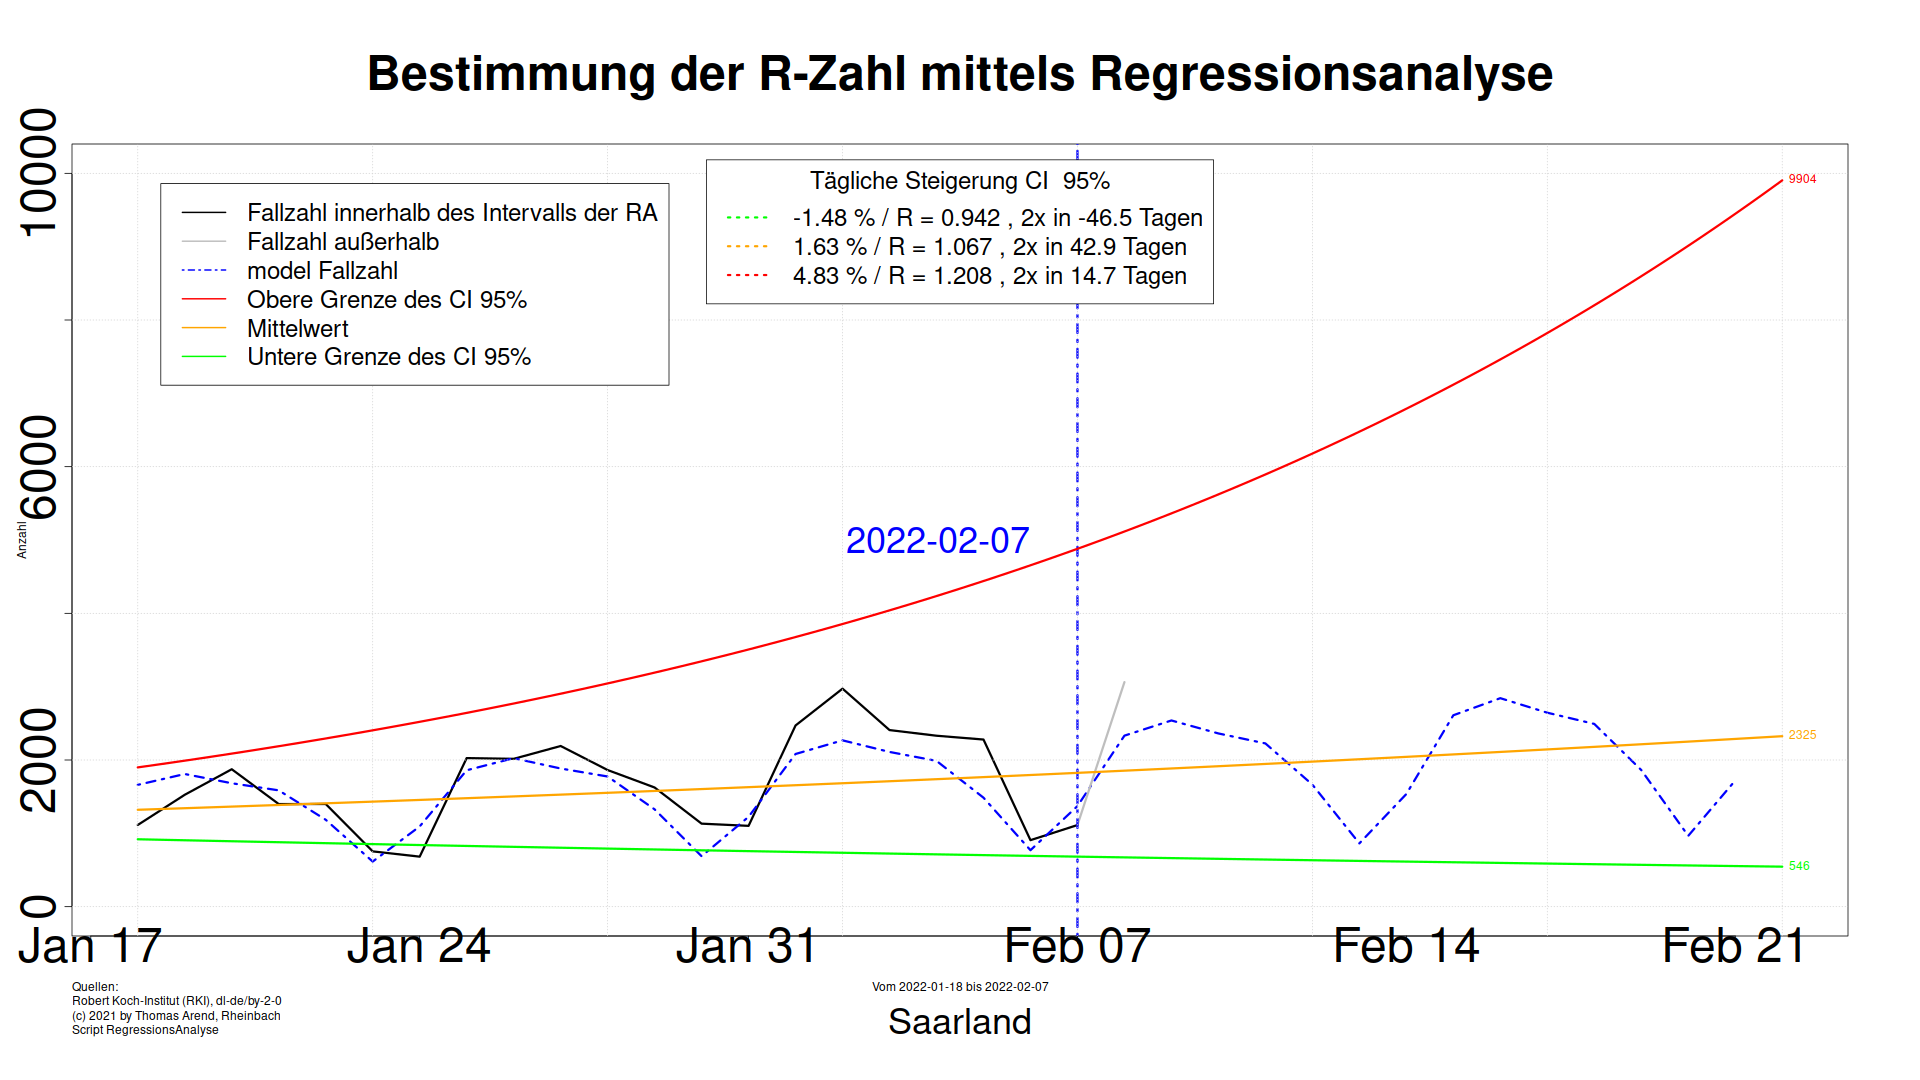 Bestimmung der R-Zahl mittels Regressionsanalyse
Anzahl
10000
6000
2000
0
Fallzahl innerhalb des Intervalls der RA
Fallzahl außerhalb
model Fallzahl
Obere Grenze des CI 95%
Mittelwert
Untere Grenze des CI 95%
Tägliche Steigerung CI 95%
-1.48 % / R = 0.942 , 2x in -46.5 Tagen
1.63 % / R = 1.067 , 2x in 42.9 Tagen
4.83 % / R = 1.208 , 2x in 14.7 Tagen
9904
2022-02-07
2325
546
Jan 17 Jan 24 Jan 31 Feb 07 Feb 14 Feb 21
Quellen:
Robert Koch-Institut (RKI), dl-de/by-2-0
(c) 2021 by Thomas Arend, Rheinbach
Script RegressionsAnalyse
Vom 2022-01-18 bis 2022-02-07
Saarland